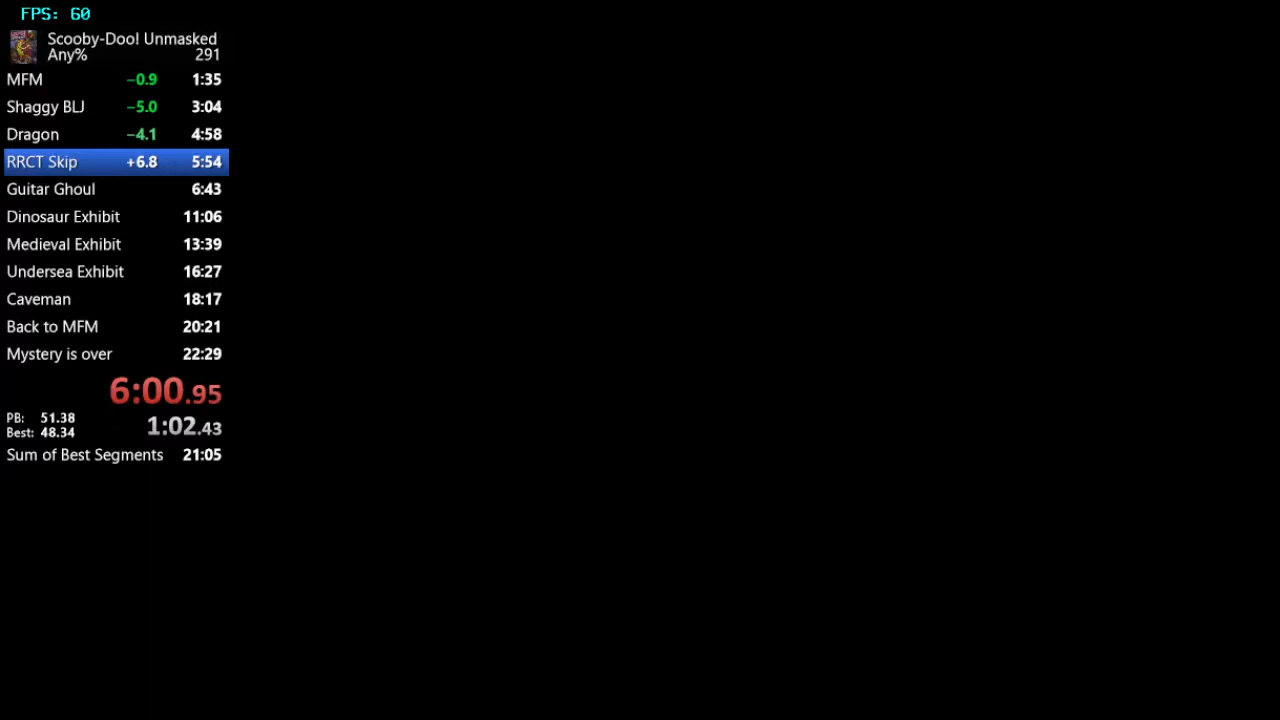 FPS: 60
Scooby-Doo! Unmasked
Any% 291
MFM −0.9 1:35
Shaggy BLJ −5.0 3:04
Dragon −4.1 4:58
RRCT Skip +6.8 5:54
Guitar Ghoul 6:43
Dinosaur Exhibit 11:06
Medieval Exhibit 13:39
Undersea Exhibit 16:27
Caveman 18:17
Back to MFM 20:21
Mystery is over 22:29
6:00.95
PB: 51.38
Best: 48.34
1:02.43
Sum of Best Segments 21:05